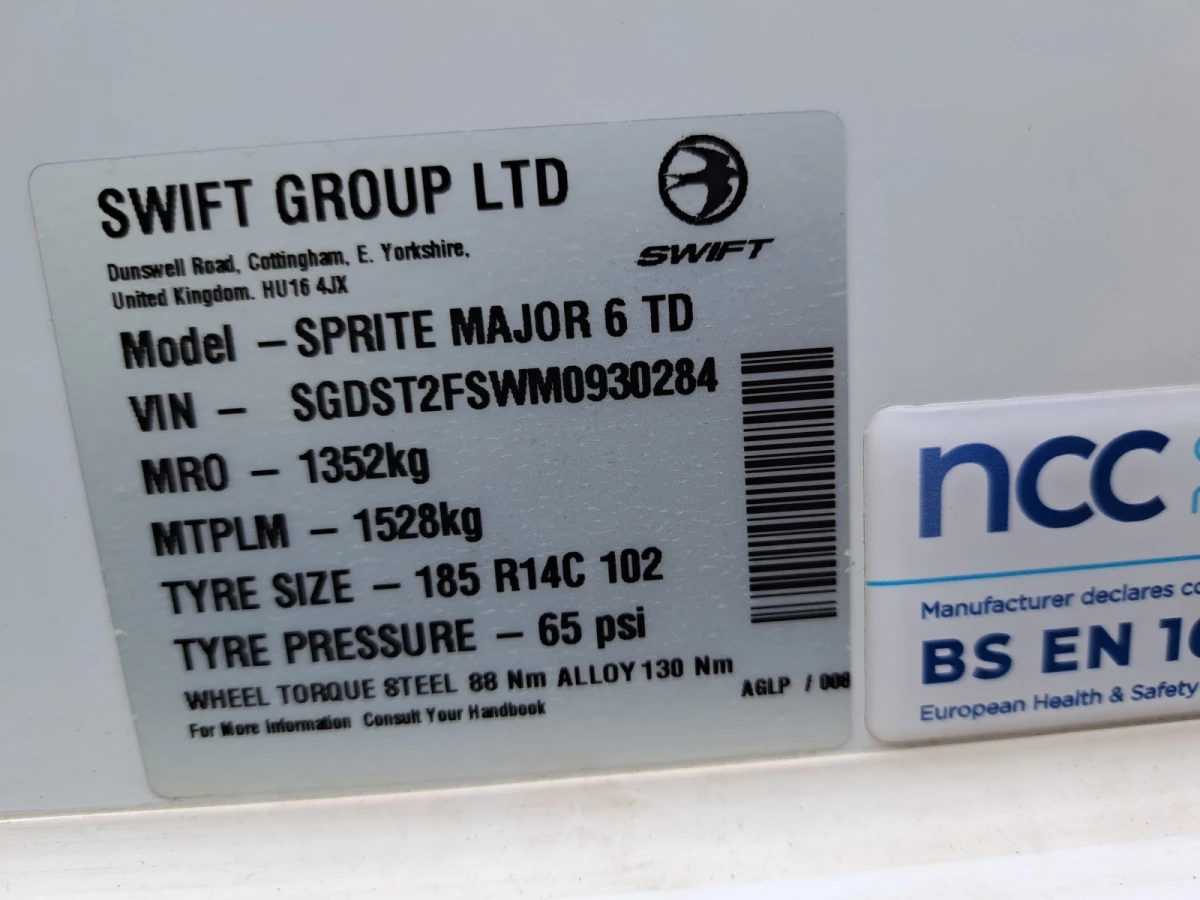 SWIFT GROUP LTD
SWIFT
Dunswell Road, Cottingham, E. Yorkshire,
United Kingdom. HU16 4JX
Model – SPRITE MAJOR 6 TD
VIN – SGDST2FSWM0930284
MRO – 1352kg
MTPLM – 1528kg
TYRE SIZE – 185 R14C 102
TYRE PRESSURE – 65 psi
WHEEL TORQUE STEEL 88 Nm ALLOY 130 Nm
AGLP / 008
For More Information Consult Your Handbook
ncc
Manufacturer declares
BS EN
European Health & Safety